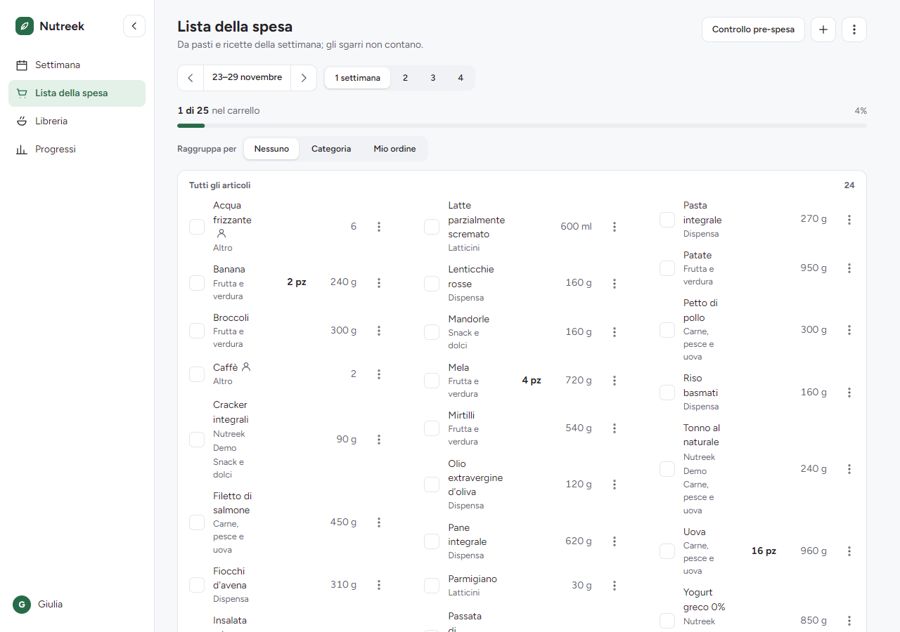 Nutreek
Settimana
Lista della spesa
Libreria
Progressi
G Giulia
Lista della spesa
Da pasti e ricette della settimana; gli sgarri non contano.
Controllo pre-spesa
23–29 novembre
1 settimana 2 3 4
1 di 25 nel carrello 4%
Raggruppa per Nessuno Categoria Mio ordine
Tutti gli articoli 24
Acqua
frizzante
6
Altro
Banana
Frutta e
verdura
2 pz 240 g
Broccoli
Frutta e
verdura
300 g
Caffè
Altro
2
Cracker
integrali
Nutreek
Demo
Snack e
dolci
90 g
Filetto di
salmone
Carne,
pesce e
uova
450 g
Fiocchi
d'avena
Dispensa
310 g
Insalata
Latte
parzialmente
scremato
Latticini
600 ml
Lenticchie
rosse
Dispensa
160 g
Mandorle
Snack e
dolci
160 g
Mela
Frutta e
verdura
4 pz 720 g
Mirtilli
Frutta e
verdura
540 g
Olio
extravergine
d'oliva
Dispensa
120 g
Pane
integrale
Dispensa
620 g
Parmigiano
Latticini
30 g
Passata
di
Pasta
integrale
Dispensa
270 g
Patate
Frutta e
verdura
950 g
Petto di
pollo
Carne,
pesce e
uova
300 g
Riso
basmati
Dispensa
160 g
Tonno al
naturale
Nutreek
Demo
Carne,
pesce e
uova
240 g
Uova
Carne,
pesce e
uova
16 pz 960 g
Yogurt
greco 0%
Nutreek
850 g